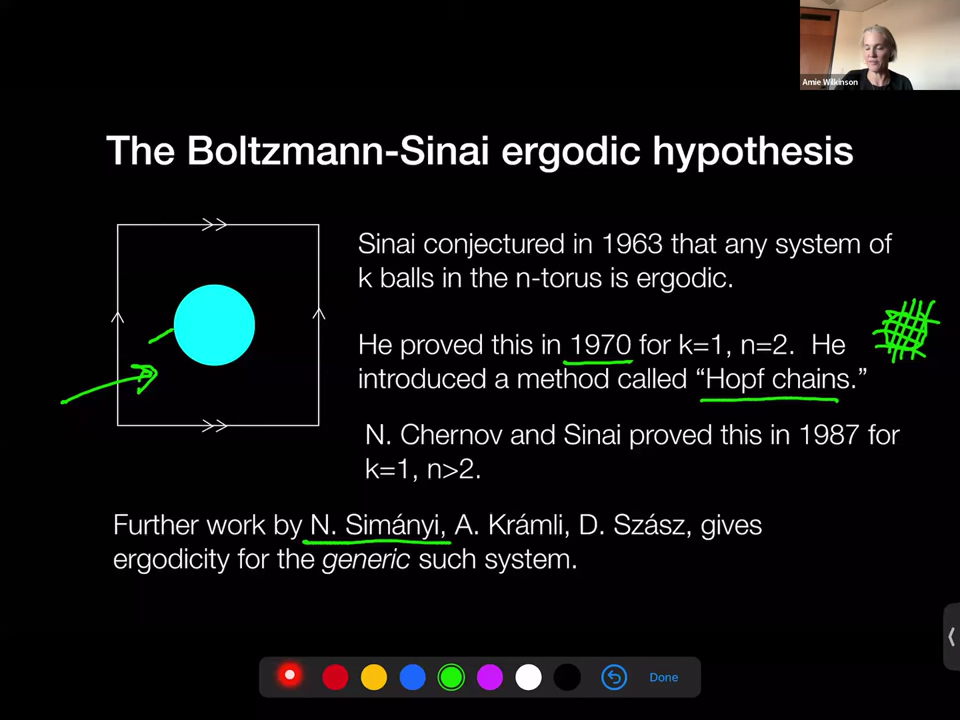 Amie Wilkinson
The Boltzmann-Sinai ergodic hypothesis
Sinai conjectured in 1963 that any system of
k balls in the n-torus is ergodic.
He proved this in 1970 for k=1, n=2. He
introduced a method called “Hopf chains.”
N. Chernov and Sinai proved this in 1987 for
k=1, n>2.
Further work by N. Simányi, A. Krámli, D. Szász, gives
ergodicity for the generic such system.
Done